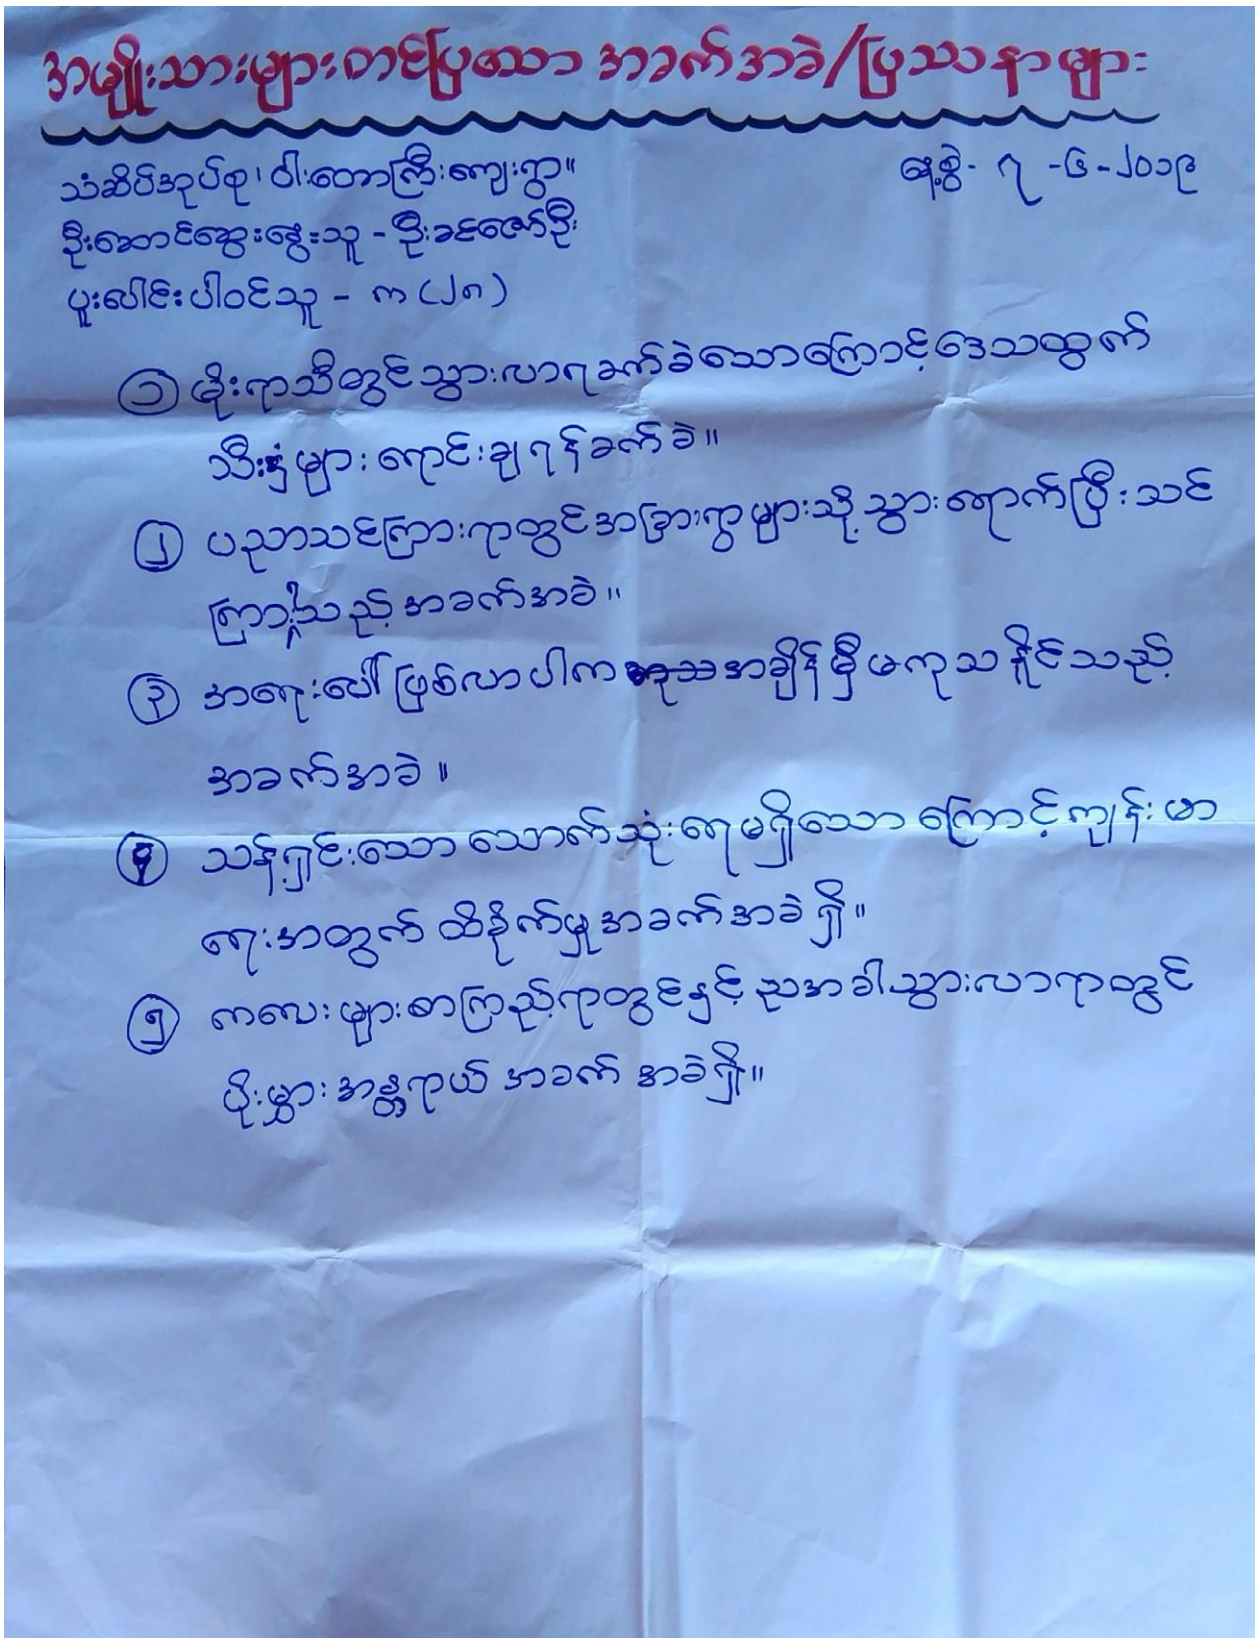 အမျိုးသားများတင်ပြသော အခက်အခဲ/ပြဿနာများ
သံဆိပ်အုပ်စု၊ ဝါးတောကြီးကျေးရွာ။ နေ့စွဲ- ၇ -၆-၂၀၁၉
ဦးဆောင်ဆွေးနွေးသူ - ဦးခင်ဇော်ဦး
ပူးပေါင်းပါဝင်သူ - ကျား (၂၈)
၁ မိုးရာသီတွင်သွားလာရခက်ခဲသောကြောင့်ဒေသထွက်
သီးနှံများ ရောင်းချရန်ခက်ခဲ။
၂ ပညာသင်ကြားရာတွင်အခြားရွာများသို့သွားရောက်ပြီးသင်
ကြားရသည့်အခက်အခဲ။
၃ အရေးပေါ်ဖြစ်လာပါက အချိန်မှီမကုသနိုင်သည့်
အခက်အခဲ။
၄ သန့်ရှင်းသောသောက်သုံးရေမရှိသောကြောင့်ကျန်းမာ
ရေးအတွက် ထိခိုက်မှုအခက်အခဲရှိ။
၅ ကလေးများစာကြည့်ရာတွင်နှင့်ညအခါသွားလာရာတွင်
ပိုးမွှားအန္တရာယ် အခက် အခဲရှိ။